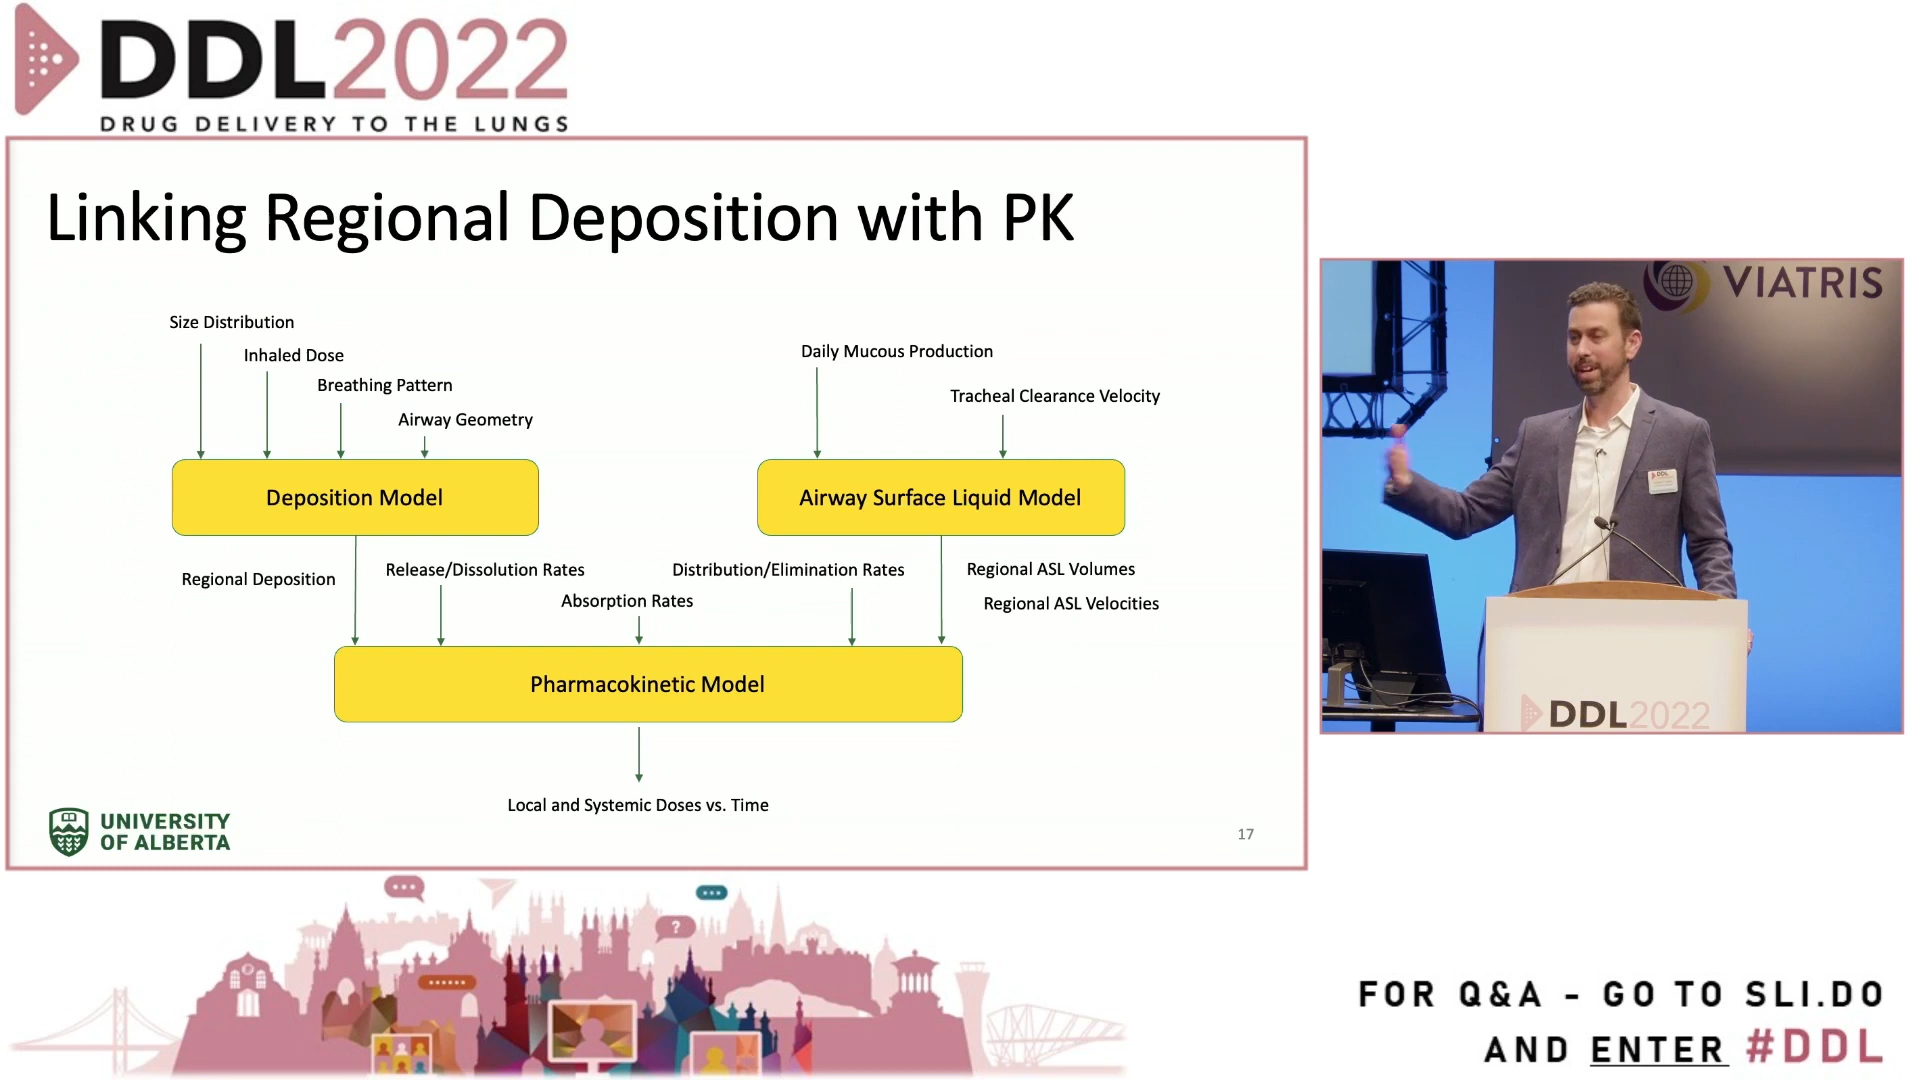 DDL2022
DRUG DELIVERY TO THE LUNGS
Linking Regional Deposition with PK
Size Distribution
Inhaled Dose
Breathing Pattern
Airway Geometry
Daily Mucous Production
Tracheal Clearance Velocity
Deposition Model
Airway Surface Liquid Model
Regional Deposition
Release/Dissolution Rates
Absorption Rates
Distribution/Elimination Rates
Regional ASL Volumes
Regional ASL Velocities
Pharmacokinetic Model
Local and Systemic Doses vs. Time
UNIVERSITY
OF ALBERTA
17
VIATRIS
DDL
DDL2022
?
FOR Q&A - GO TO SLI.DO
AND ENTER #DDL